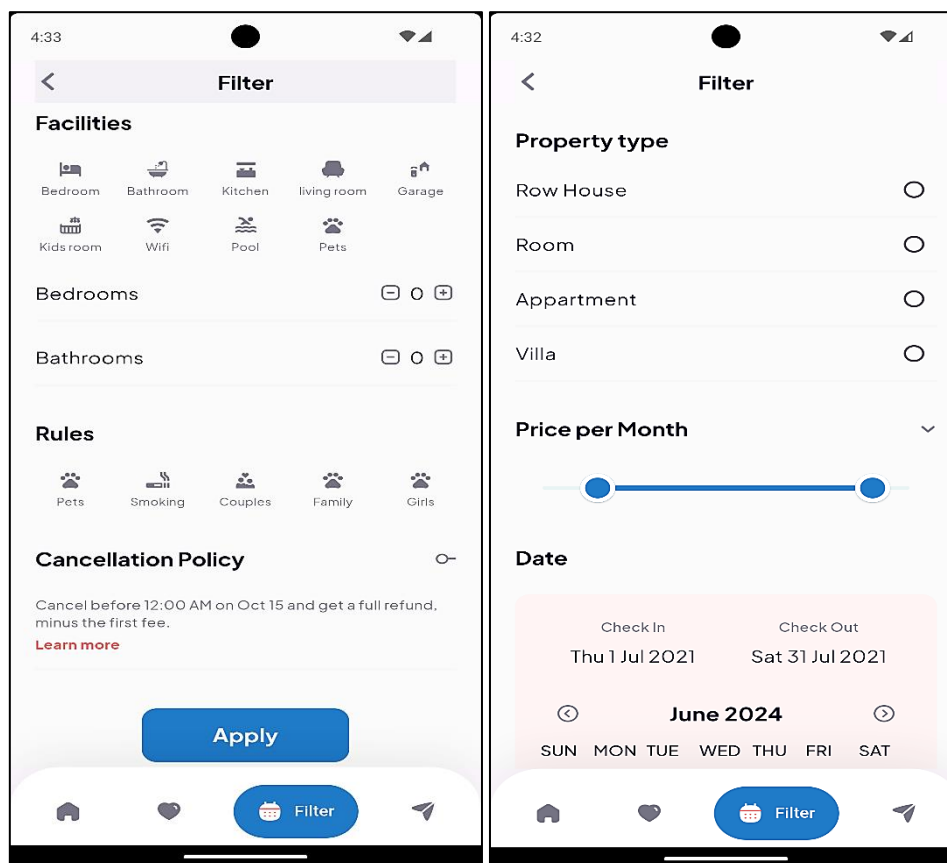 4:33
Filter
Facilities
Bedroom Bathroom Kitchen living room Garage
Kids room Wifi Pool Pets
Bedrooms 0
Bathrooms 0
Rules
Pets Smoking Couples Family Girls
Cancellation Policy
Cancel before 12:00 AM on Oct 15 and get a full refund,
minus the first fee.
Learn more
Apply
Filter
4:32
Filter
Property type
Row House
Room
Appartment
Villa
Price per Month
Date
Check In Check Out
Thu 1 Jul 2021 Sat 31 Jul 2021
June 2024
SUN MON TUE WED THU FRI SAT
Filter